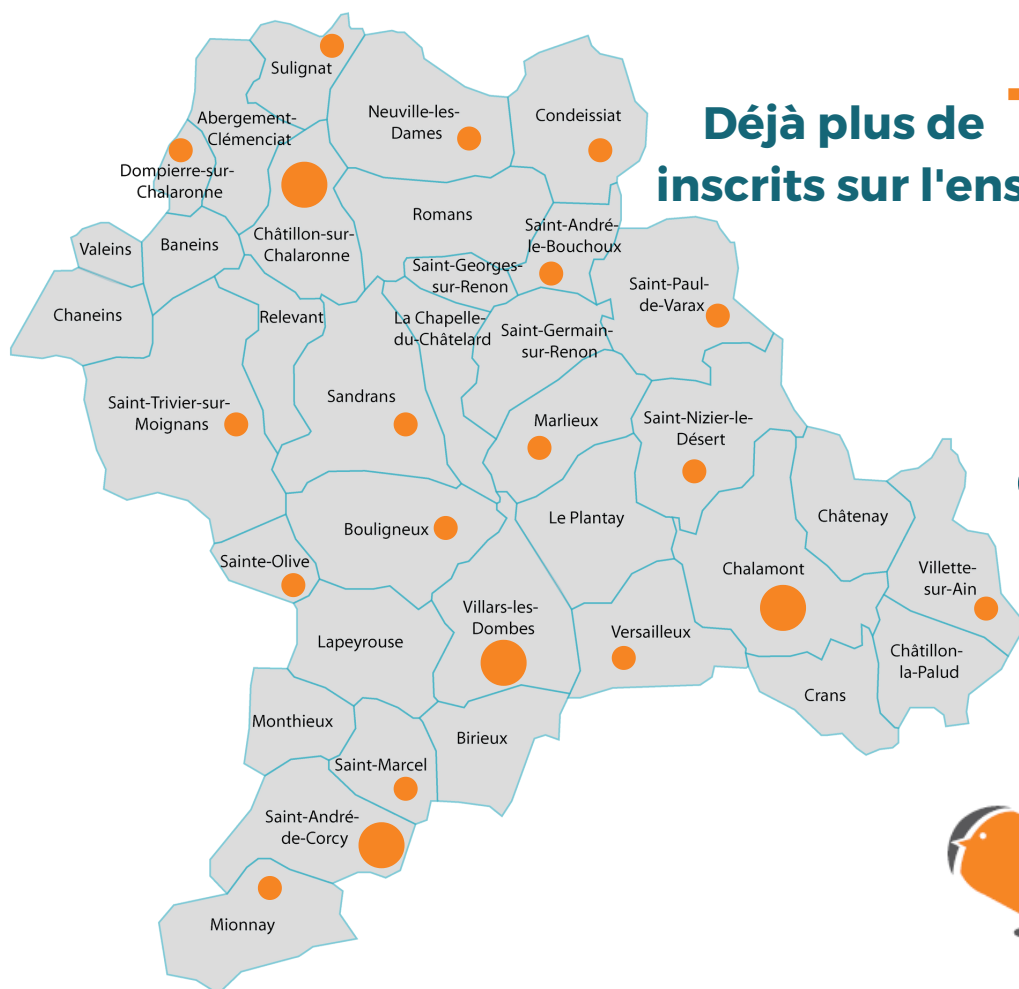 Sulignat
Neuville-les-
Dames
Condeissiat
Déjà plus de
inscrits sur l'ens
Abergement-
Clémenciat
Dompierre-sur-
Chalaronne
Romans
Saint-André-
le-Bouchoux
Châtillon-sur-
Chalaronne
Valeins
Baneins
Saint-Georges-
sur-Renon
Saint-Paul-
de-Varax
Chaneins
Relevant
La Chapelle-
du-Châtelard
Saint-Germain-
sur-Renon
Saint-Trivier-sur-
Moignans
Sandrans
Marlieux
Saint-Nizier-le-
Désert
Bouligneux
Le Plantay
Châtenay
Sainte-Olive
Chalamont
Villette-
sur-Ain
Villars-les-
Dombes
Versailleux
Lapeyrouse
Châtillon-
la-Palud
Crans
Monthieux
Birieux
Saint-Marcel
Saint-André-
de-Corcy
Mionnay